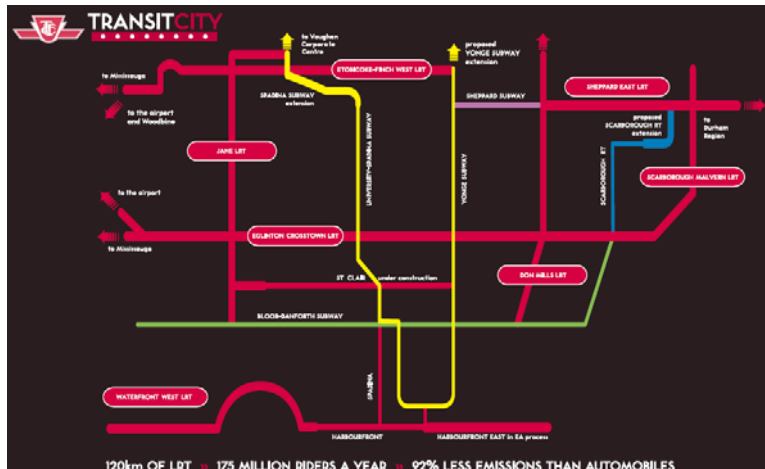 TTC
TRANSITCITY
to Vaughan
Corporate
Centre
proposed
YONGE SUBWAY
extension
ETOBICOKE-FINCH WEST LRT
to Mississauga
SPADINA SUBWAY
extension
SHEPPARD SUBWAY
SHEPPARD EAST LRT
to the airport
and Woodbine
proposed
SCARBOROUGH RT
extension
to
Durham
Region
JANE LRT
UNIVERSITY-SPADINA SUBWAY
YONGE SUBWAY
SCARBOROUGH RT
SCARBOROUGH MALVERN LRT
to the airport
EGLINTON CROSSTOWN LRT
to Mississauga
ST. CLAIR under construction
DON MILLS LRT
BLOOR-DANFORTH SUBWAY
SPADINA
WATERFRONT WEST LRT
HARBOURFRONT
HARBOURFRONT EAST in EA process
120km OF LRT » 175 MILLION RIDERS A YEAR » 92% LESS EMISSIONS THAN AUTOMOBILES